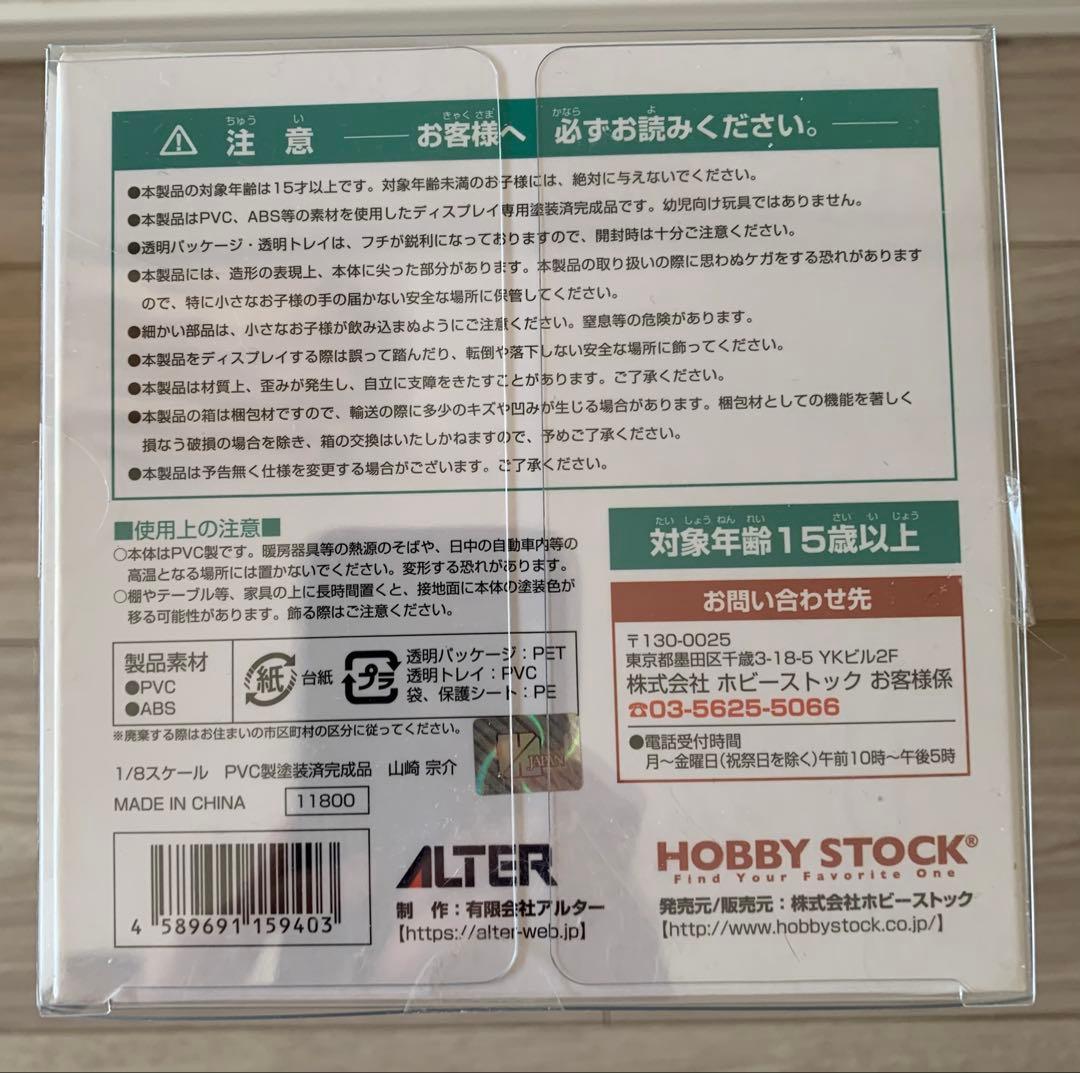 ちゅう い きゃく さま かなら よ
注 意 お客様へ 必ずお読みください。
●本製品の対象年齢は15才以上です。対象年齢未満のお子様には、絶対に与えないでください。
●本製品はPVC、ABS等の素材を使用したディスプレイ専用塗装済完成品です。幼児向け玩具ではありません。
●透明パッケージ・透明トレイは、フチが鋭利になっておりますので、開封時は十分ご注意ください。
●本製品には、造形の表現上、本体に尖った部分があります。本製品の取り扱いの際に思わぬケガをする恐れがあります
ので、特に小さなお子様の手の届かない安全な場所に保管してください。
●細かい部品は、小さなお子様が飲み込まぬようにご注意ください。窒息等の危険があります。
●本製品をディスプレイする際は誤って踏んだり、転倒や落下しない安全な場所に飾ってください。
●本製品は材質上、歪みが発生し、自立に支障をきたすことがあります。ご了承ください。
●本製品の箱は梱包材ですので、輸送の際に多少のキズや凹みが生じる場合があります。梱包材としての機能を著しく
損なう破損の場合を除き、箱の交換はいたしかねますので、予めご了承ください。
●本製品は予告無く仕様を変更する場合がございます。ご了承ください。
■使用上の注意■
○本体はPVC製です。暖房器具等の熱源のそばや、日中の自動車内等の
高温となる場所には置かないでください。変形する恐れがあります。
○棚やテーブル等、家具の上に長時間置くと、接地面に本体の塗装色が
移る可能性があります。飾る際はご注意ください。
たい しょう ねん れい さい い じょう
対象年齢15歳以上
お問い合わせ先
〒130-0025
東京都墨田区千歳3-18-5 YKビル2F
株式会社 ホビーストック お客様係
☎03-5625-5066
●電話受付時間
月〜金曜日(祝祭日を除く)午前10時〜午後5時
製品素材
●PVC
●ABS
紙 台紙
プラ
透明パッケージ：PET
透明トレイ：PVC
袋、保護シート：PE
※廃棄する際はお住まいの市区町村の区分に従ってください。
JAPAN
1/8スケール PVC製塗装済完成品 山崎 宗介
MADE IN CHINA 11800
4 589691 159403
ALTER
制 作：有限会社アルター
【https://alter-web.jp】
HOBBY STOCK®
Find Your Favorite One
発売元/販売元：株式会社ホビーストック
【http://www.hobbystock.co.jp/】